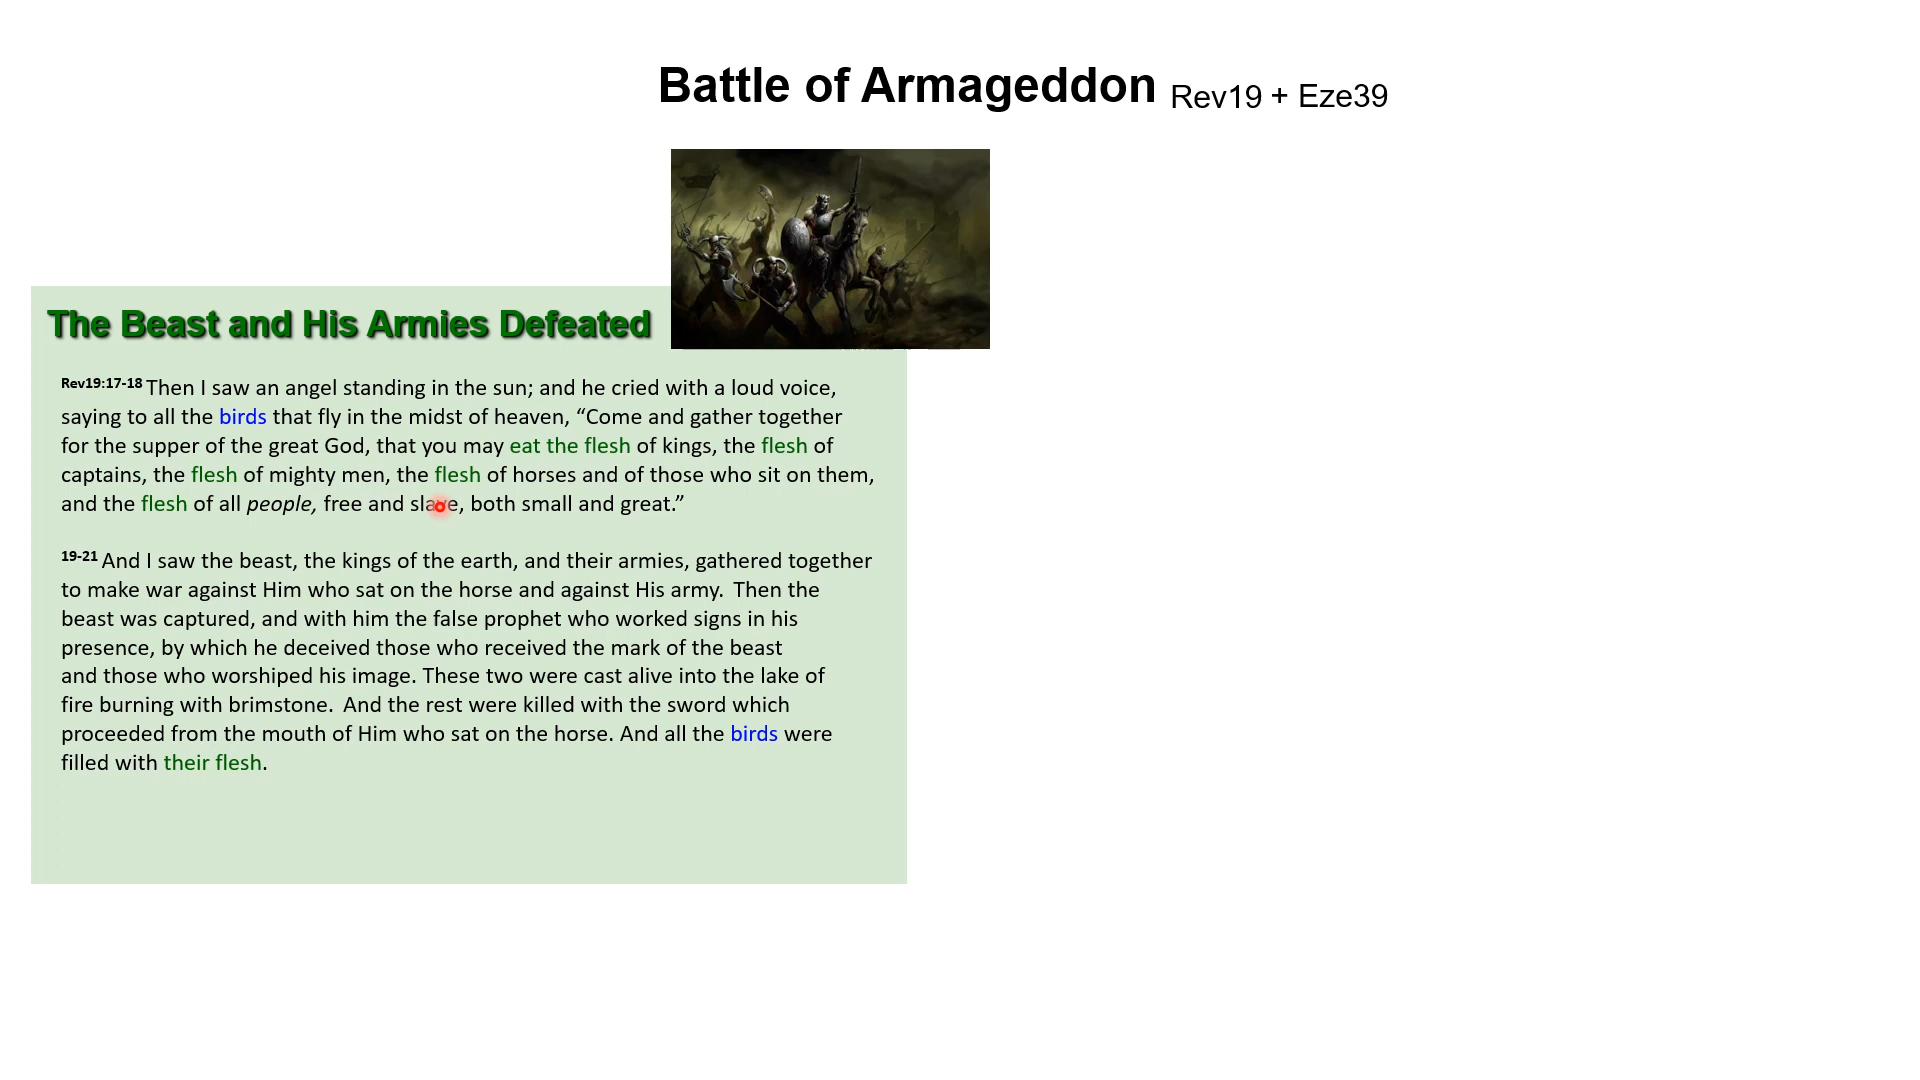 Battle of Armageddon Rev19 + Eze39
The Beast and His Armies Defeated
Rev19:17-18 Then I saw an angel standing in the sun; and he cried with a loud voice,
saying to all the birds that fly in the midst of heaven, “Come and gather together
for the supper of the great God, that you may eat the flesh of kings, the flesh of
captains, the flesh of mighty men, the flesh of horses and of those who sit on them,
and the flesh of all people, free and slave, both small and great.”
19-21 And I saw the beast, the kings of the earth, and their armies, gathered together
to make war against Him who sat on the horse and against His army. Then the
beast was captured, and with him the false prophet who worked signs in his
presence, by which he deceived those who received the mark of the beast
and those who worshiped his image. These two were cast alive into the lake of
fire burning with brimstone. And the rest were killed with the sword which
proceeded from the mouth of Him who sat on the horse. And all the birds were
filled with their flesh.